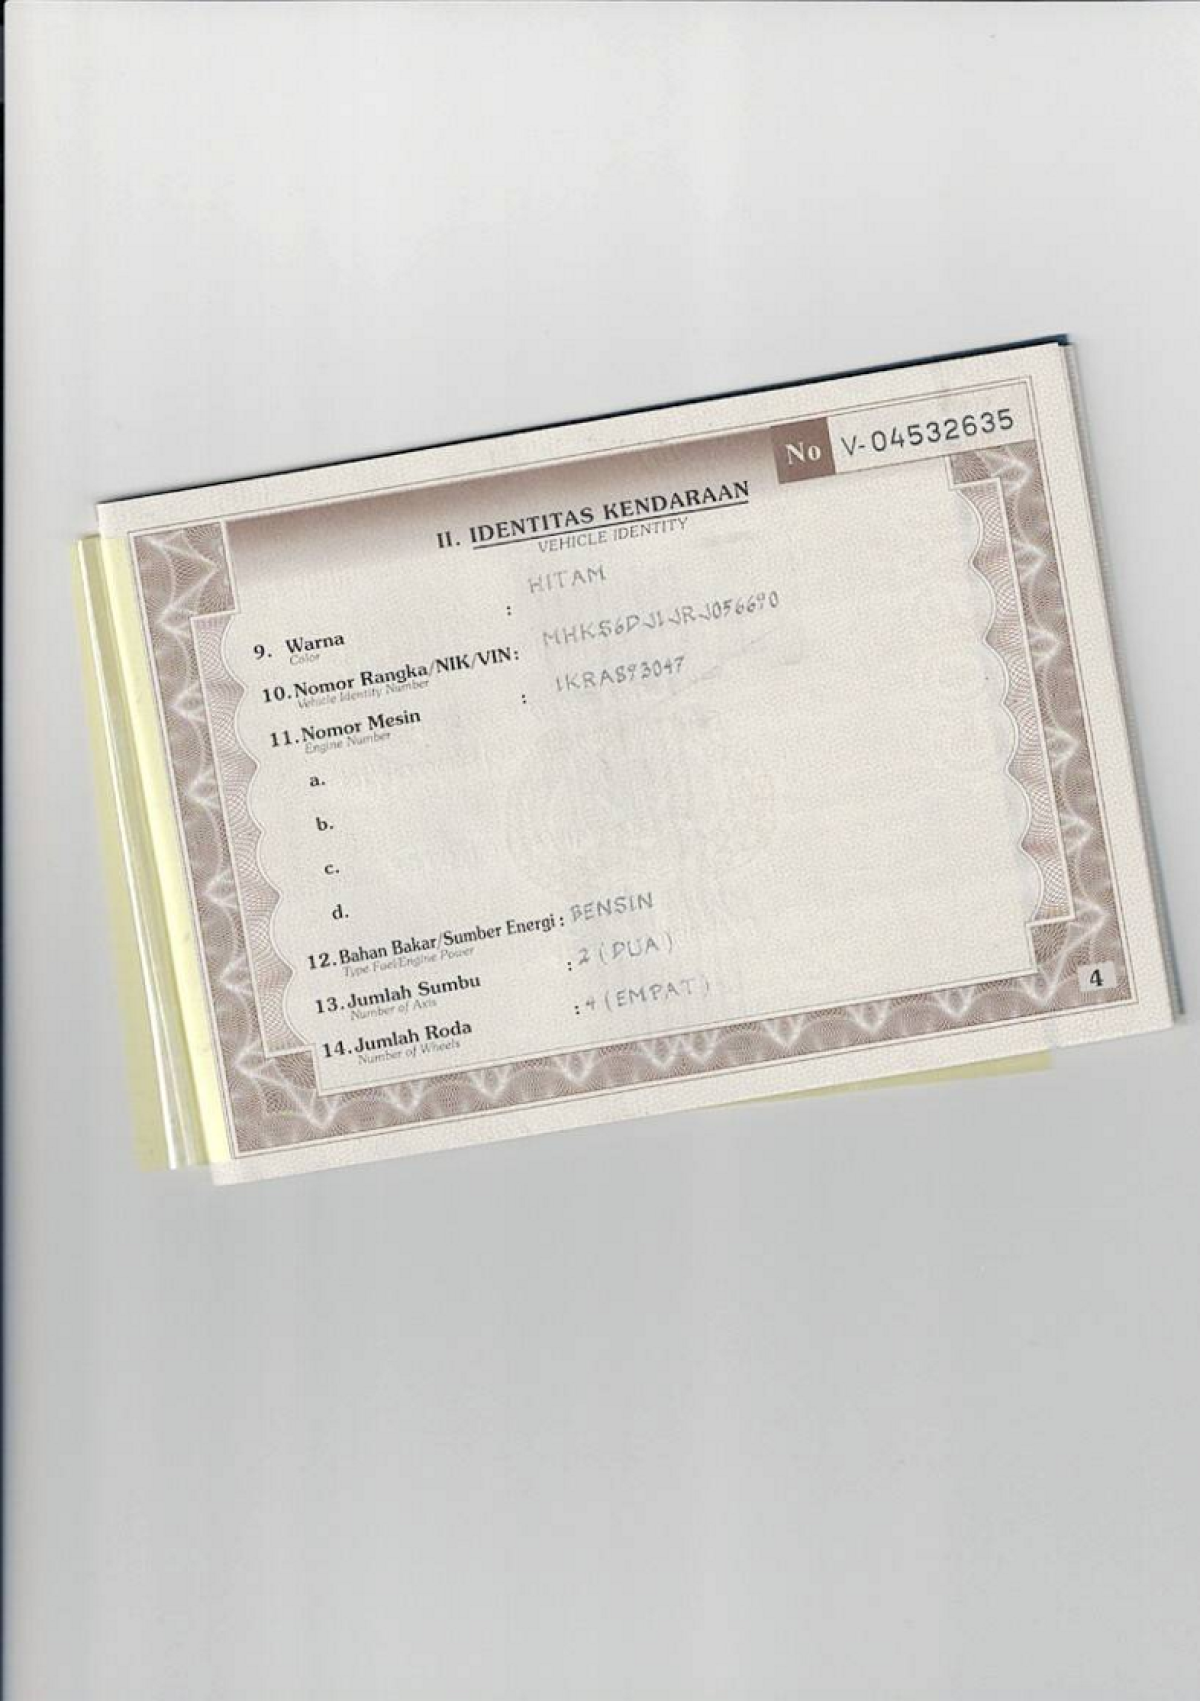 No V-04532635
II. IDENTITAS KENDARAAN
VEHICLE IDENTITY
9. Warna : HITAM
Color
10. Nomor Rangka/NIK/VIN: MHKS6DJ1JRJ056690
Vehicle Identity Number
11. Nomor Mesin : 1KRA893047
Engine Number
a.
b.
c.
d.
12. Bahan Bakar/Sumber Energi : BENSIN
Type Fuel/Engine Power
13. Jumlah Sumbu : 2 (DUA)
Number of Axis
14. Jumlah Roda : 4 (EMPAT)
Number of Wheels
4